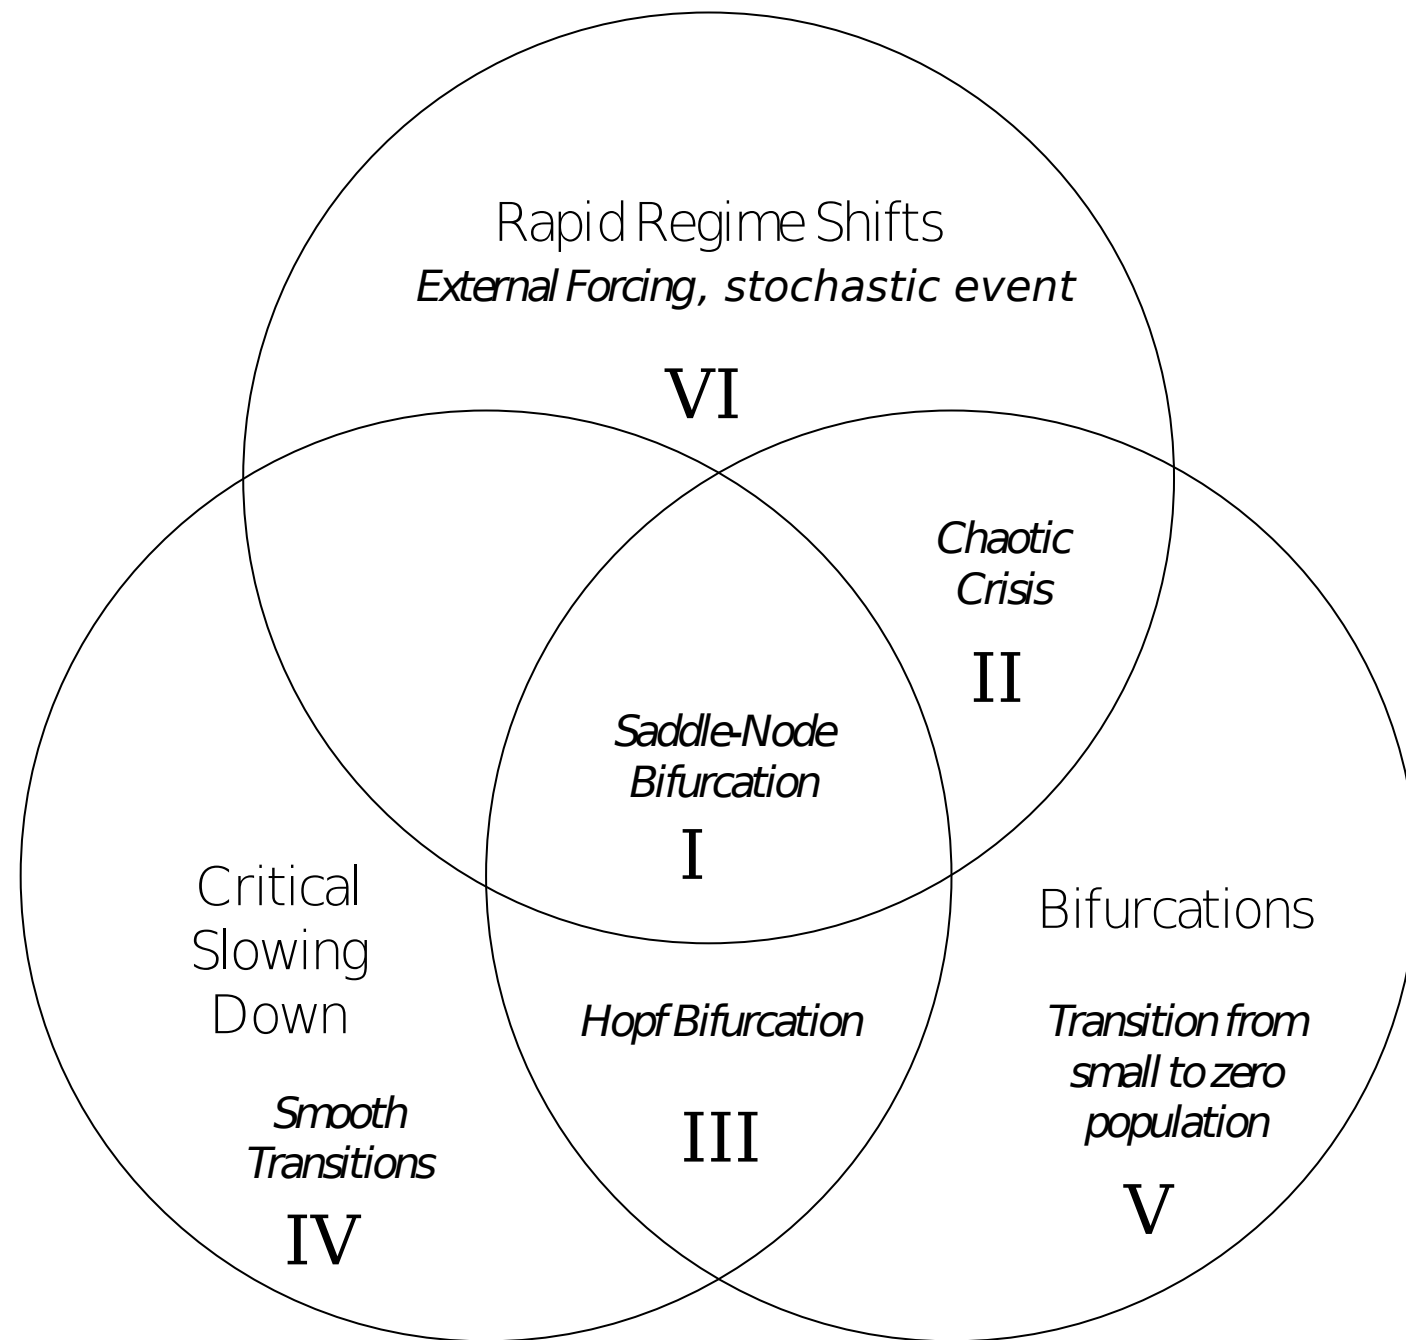 Rapid Regime Shifts
External Forcing, stochastic event
VI
Chaotic
Crisis
II
Saddle-Node
Bifurcation
I
Critical
Slowing
Down
Smooth
Transitions
IV
Hopf Bifurcation
III
Bifurcations
Transition from
small to zero
population
V